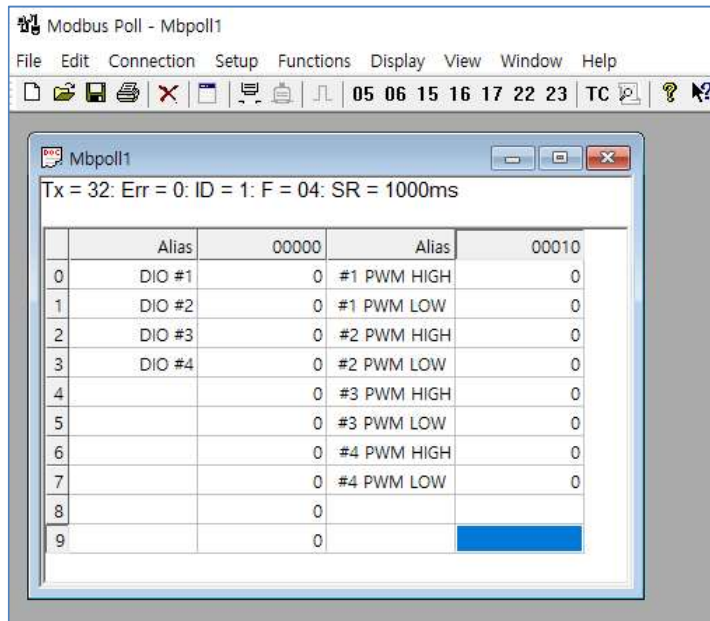 Modbus Poll - Mbpoll1
File Edit Connection Setup Functions Display View Window Help
05 06 15 16 17 22 23 TC
Mbpoll1
Tx = 32: Err = 0: ID = 1: F = 04: SR = 1000ms
Alias 00000 Alias 00010
0 DIO #1 0 #1 PWM HIGH 0
1 DIO #2 0 #1 PWM LOW 0
2 DIO #3 0 #2 PWM HIGH 0
3 DIO #4 0 #2 PWM LOW 0
4 0 #3 PWM HIGH 0
5 0 #3 PWM LOW 0
6 0 #4 PWM HIGH 0
7 0 #4 PWM LOW 0
8 0
9 0